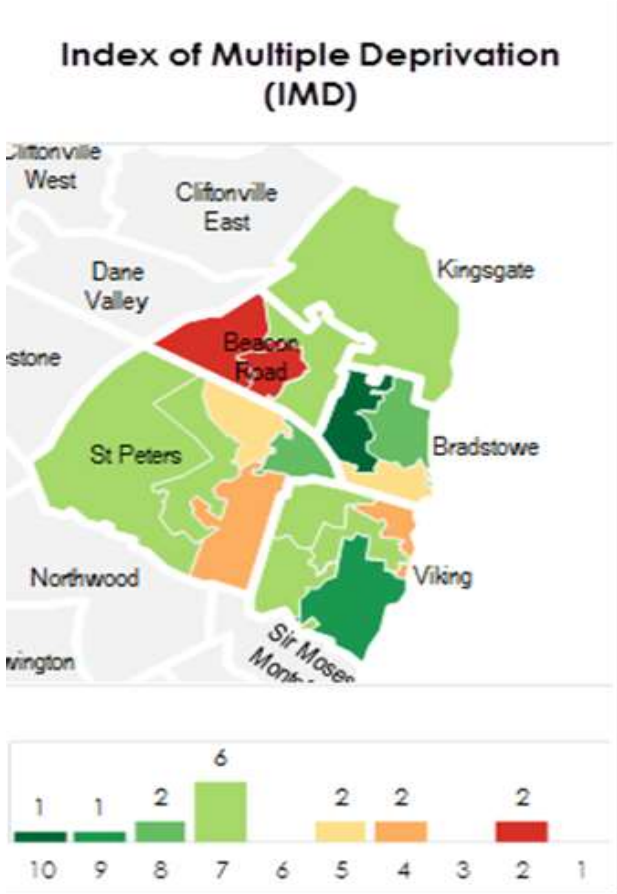 Index of Multiple Deprivation
(IMD)
Cliftonville
West
Cliftonville
East
Dane
Valley
Kingsgate
stone
Beacon
Road
St Peters
Bradstowe
Northwood
Viking
Sir Moses
vington
6
1 1 2 2 2 2
10 9 8 7 6 5 4 3 2 1